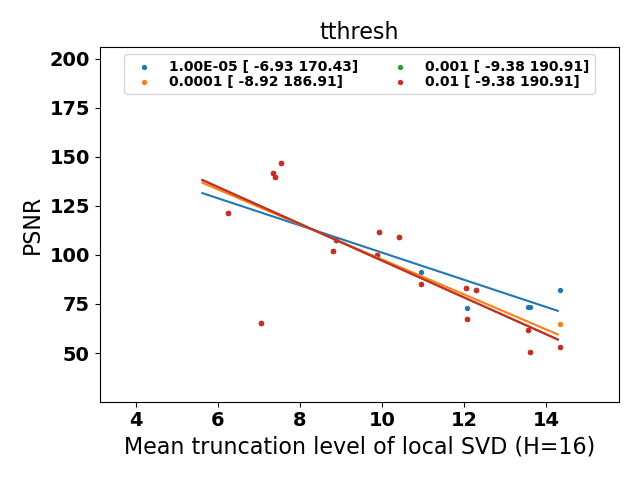 tthresh
1.00E-05 [ -6.93 170.43]
0.0001 [ -8.92 186.91]
0.001 [ -9.38 190.91]
0.01 [ -9.38 190.91]
200
175
150
125
100
75
50
PSNR
4 6 8 10 12 14
Mean truncation level of local SVD (H=16)